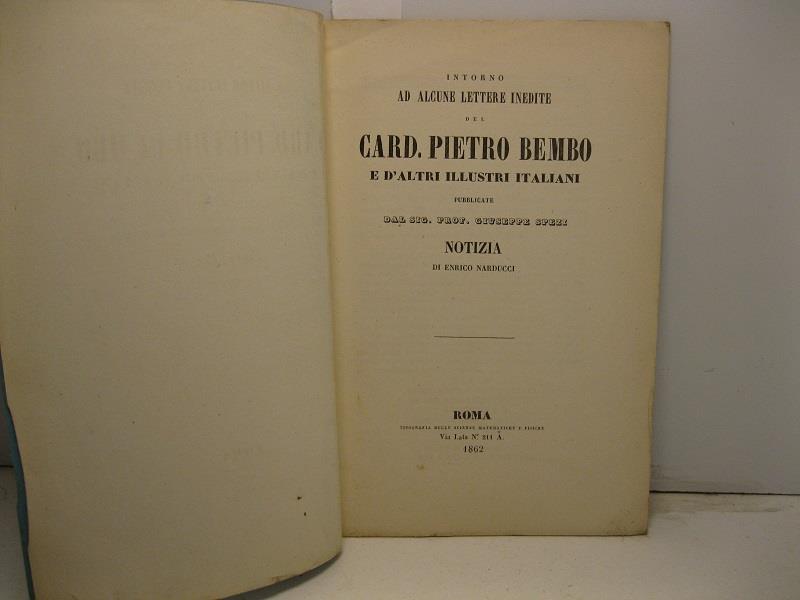 INTORNO
AD ALCUNE LETTERE INEDITE
DEL
CARD. PIETRO BEMBO
E D'ALTRI ILLUSTRI ITALIANI
PUBBLICATE
DAL SIG. PROF. GIUSEPPE SPEZI
NOTIZIA
DI ENRICO NARDUCCI
ROMA
TIPOGRAFIA DELLE SCIENZE MATEMATICHE E FISICHE
Via Lata N° 211 A.
1862